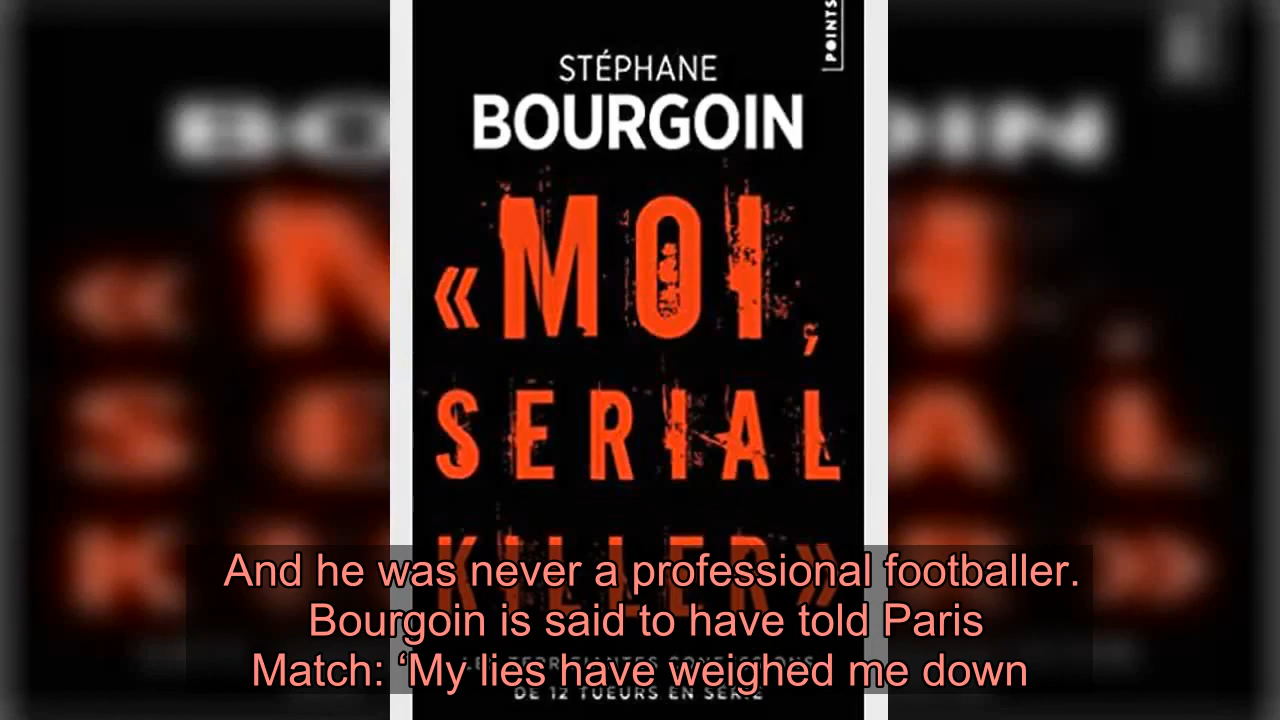 POINTS
STÉPHANE
BOURGOIN
«MOI,
SERIAL
KILLER»
And he was never a professional footballer.
Bourgoin is said to have told Paris
Match: ‘My lies have weighed me down
DE 12 TUEURS EN SÉRIE